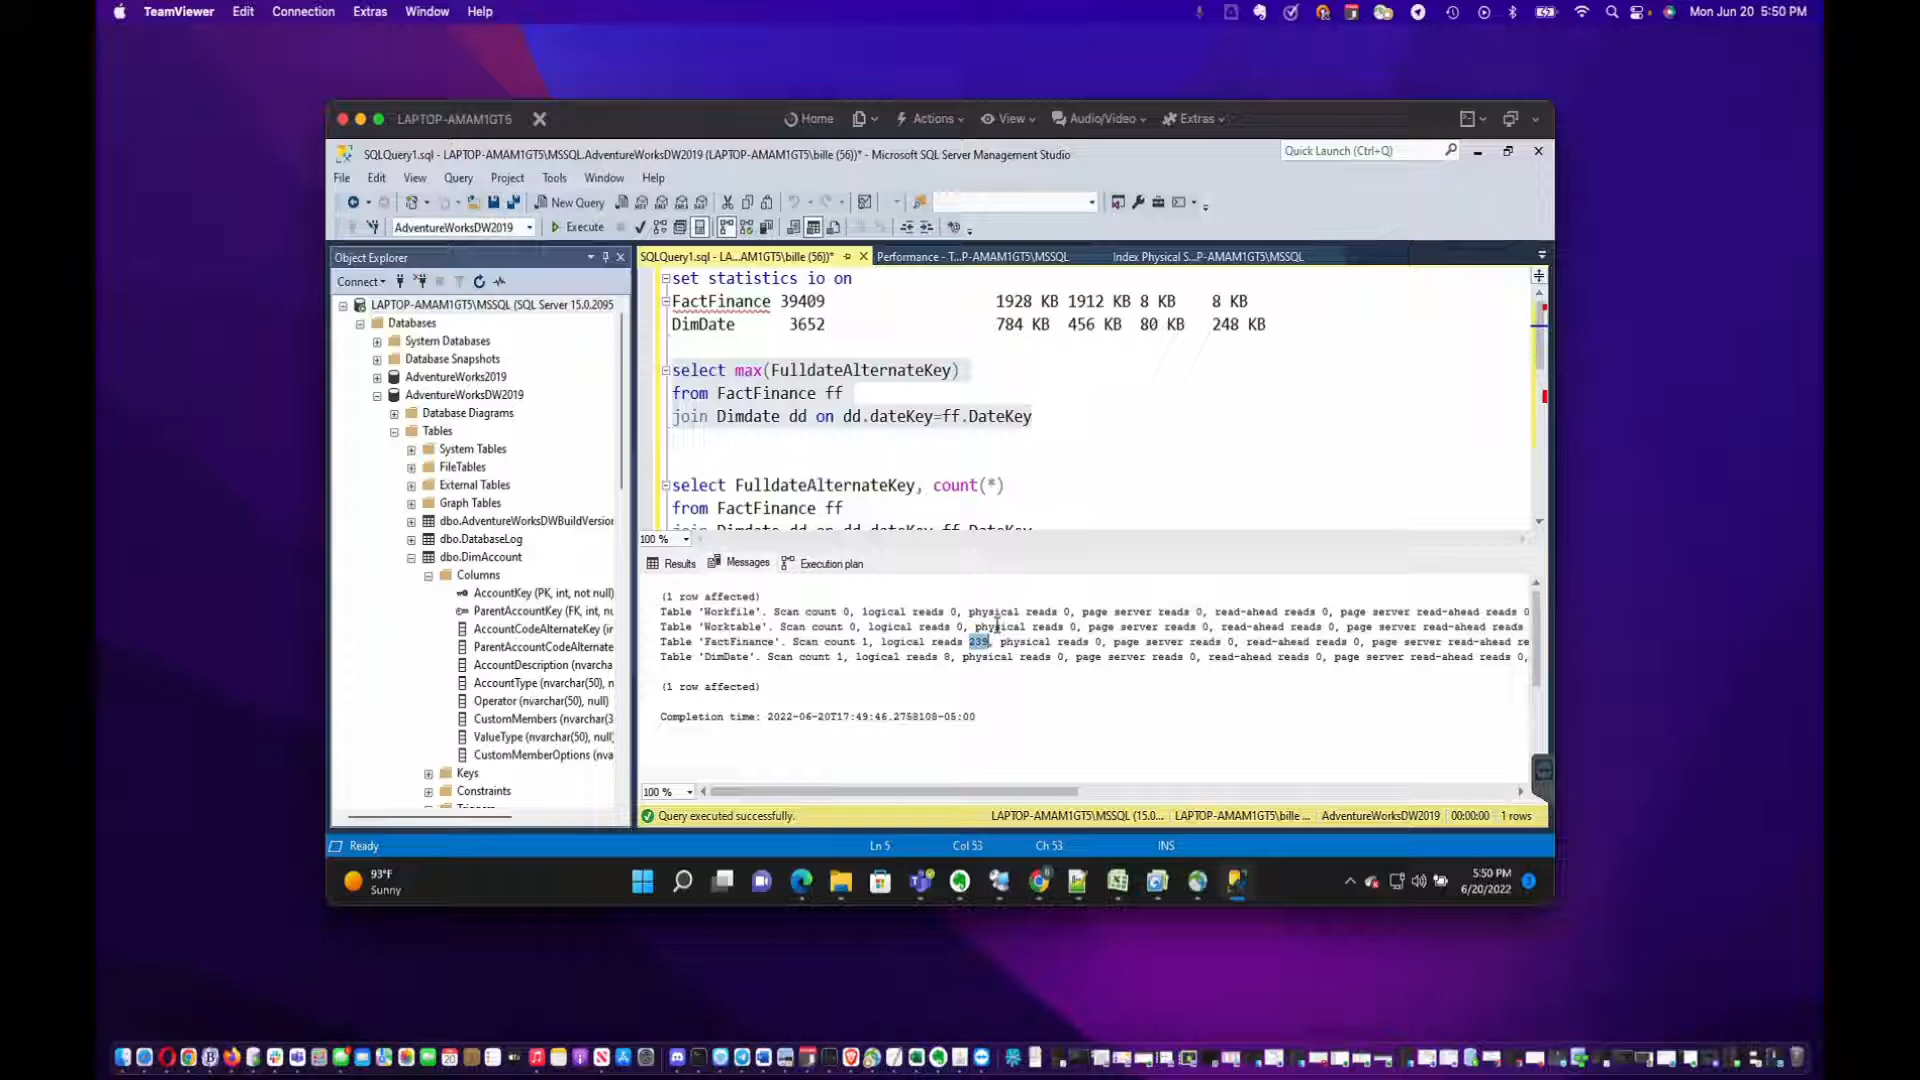 TeamViewer Edit Connection Extras Window Help Mon Jun 20 5:50 PM
LAPTOP-AMAM1GT5 Home Actions View Audio/Video Extras
SQLQuery1.sql - LAPTOP-AMAM1GT5\MSSQL.AdventureWorksDW2019 (LAPTOP-AMAM1GT5\bille (56))* - Microsoft SQL Server Management Studio Quick Launch (Ctrl+Q)
File Edit View Query Project Tools Window Help
New Query
AdventureWorksDW2019 Execute
Object Explorer
Connect
LAPTOP-AMAM1GT5\MSSQL (SQL Server 15.0.2095
Databases
System Databases
Database Snapshots
AdventureWorks2019
AdventureWorksDW2019
Database Diagrams
Tables
System Tables
FileTables
External Tables
Graph Tables
dbo.AdventureWorksDWBuildVersion
dbo.DatabaseLog
dbo.DimAccount
Columns
AccountKey (PK, int, not null)
ParentAccountKey (FK, int, nu
AccountCodeAlternateKey (in
ParentAccountCodeAlternate
AccountDescription (nvarcha
AccountType (nvarchar(50), n
Operator (nvarchar(50), null)
CustomMembers (nvarchar(3
ValueType (nvarchar(50), null
CustomMemberOptions (nva
Keys
Constraints
Triggers
SQLQuery1.sql - LA...AM1GT5\bille (56))* Performance - T...P-AMAM1GT5\MSSQL Index Physical S...P-AMAM1GT5\MSSQL
set statistics io on
FactFinance 39409 1928 KB 1912 KB 8 KB 8 KB
DimDate 3652 784 KB 456 KB 80 KB 248 KB
select max(FulldateAlternateKey)
from FactFinance ff
join Dimdate dd on dd.dateKey=ff.DateKey
select FulldateAlternateKey, count(*)
from FactFinance ff
join Dimdate dd on dd.dateKey=ff.DateKey
100 %
Results Messages Execution plan
(1 row affected)
Table 'Workfile'. Scan count 0, logical reads 0, physical reads 0, page server reads 0, read-ahead reads 0, page server read-ahead reads 0
Table 'Worktable'. Scan count 0, logical reads 0, physical reads 0, page server reads 0, read-ahead reads 0, page server read-ahead reads 0
Table 'FactFinance'. Scan count 1, logical reads 239, physical reads 0, page server reads 0, read-ahead reads 0, page server read-ahead re
Table 'DimDate'. Scan count 1, logical reads 8, physical reads 0, page server reads 0, read-ahead reads 0, page server read-ahead reads 0,
(1 row affected)
Completion time: 2022-06-20T17:49:46.2758108-05:00
100 %
Query executed successfully. LAPTOP-AMAM1GT5\MSSQL (15.0... LAPTOP-AMAM1GT5\bille ... AdventureWorksDW2019 00:00:00 1 rows
Ready Ln 5 Col 53 Ch 53 INS
93°F
Sunny
5:50 PM
6/20/2022